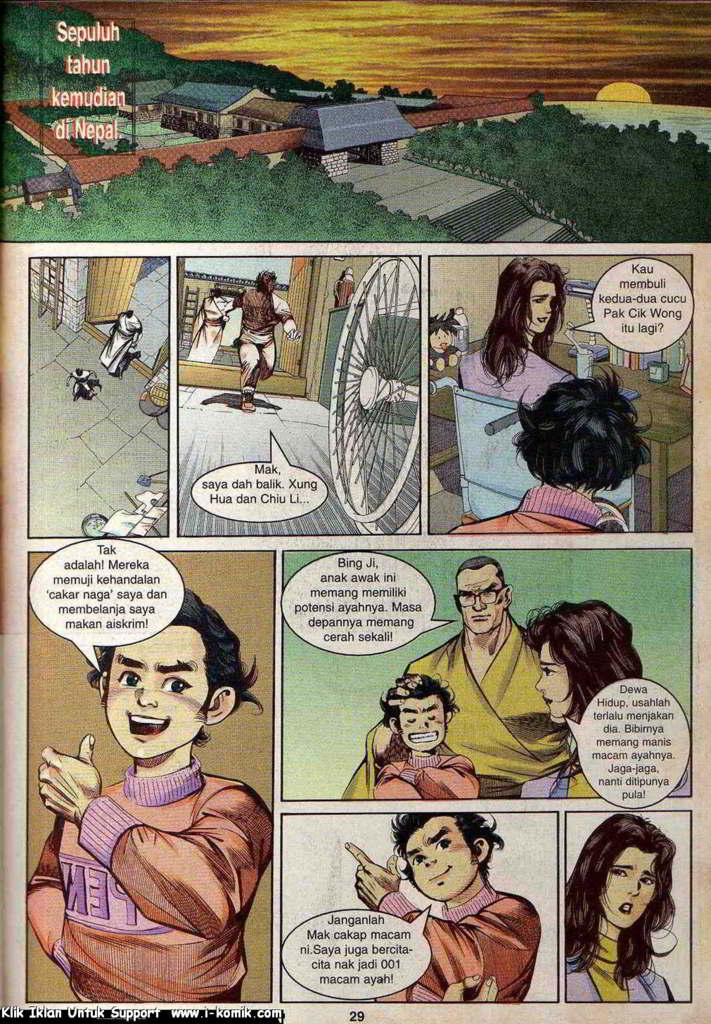 Sepuluh
tahun
kemudian
di Nepal
Kau
membuli
kedua-dua cucu
Pak Cik Wong
itu lagi?
Mak,
saya dah balik. Xung
Hua dan Chiu Li...
Tak
adalah! Mereka
memuji kehandalan
'cakar naga' saya dan
membelanja saya
makan aiskrim!
PEN
Bing Ji,
anak awak ini
memang memiliki
potensi ayahnya. Masa
depannya memang
cerah sekali!
Dewa
Hidup, usahlah
terlalu menjakan
dia. Bibirnya
memang manis
macam ayahnya.
Jaga-jaga,
nanti ditipunya
pula!
Janganlah
Mak cakap macam
ni.Saya juga bercita-
cita nak jadi 001
macam ayah!
Klik Iklan Untuk Support www.i-komik.com
29